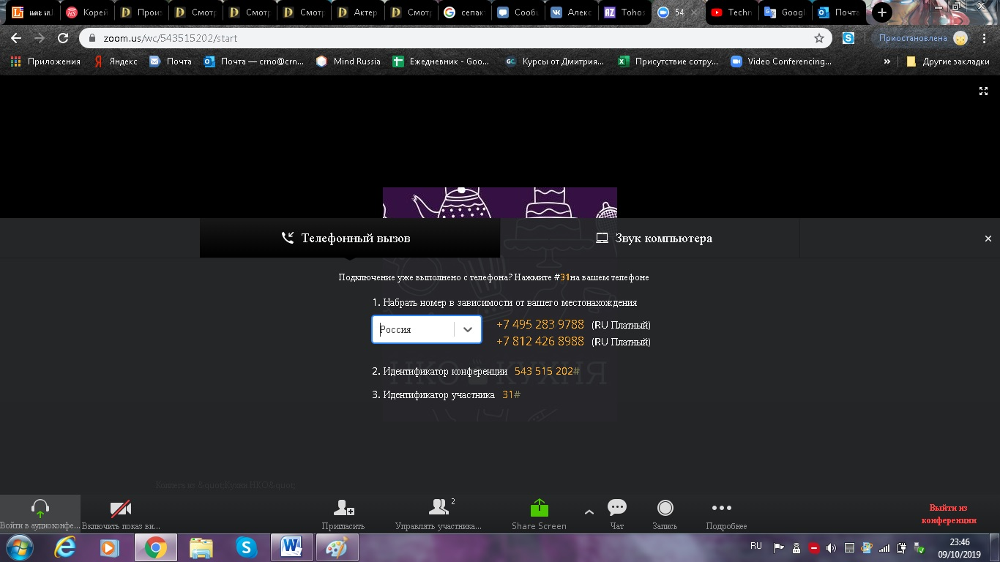 Корей
Произ
Смотр
Смотр
Смотр
Актер
Смотр
сепак
Сообщ
Алекс
Tohos
54
Techn
Googl
Почта
zoom.us/wc/543515202/start
Приостановлена
Приложения Яндекс Почта Почта — crno@crn... Mind Russia Ежедневник - Goo... Курсы от Дмитрия... Присутствие сотру... Video Conferencing... » Другие закладки
Телефонный вызов Звук компьютера
Подключение уже выполнено с телефона? Нажмите #31на вашем телефоне
1. Набрать номер в зависимости от вашего местонахождения
Россия
+7 495 283 9788 (RU Платный)
+7 812 426 8988 (RU Платный)
НКО КУХНЯ
2. Идентификатор конференции 543 515 202#
3. Идентификатор участника 31#
Коллега из &quot;Кухни НКО&quot;
2
Войти в аудиоконфе... Включить показ ви... Пригласить Управлять участника... Share Screen Чат Запись Подробнее
Выйти из
конференции
RU
23:46
09/10/2019